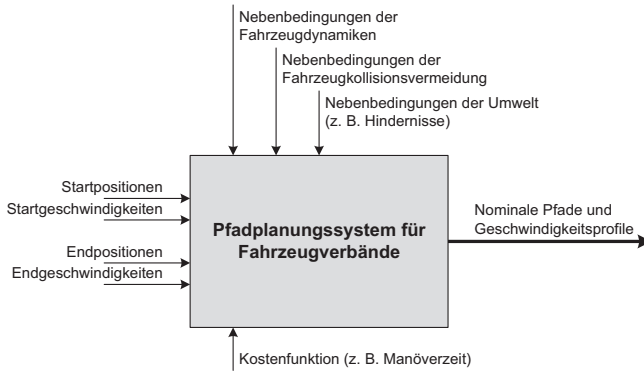 Nebenbedingungen der
Fahrzeugdynamiken
Nebenbedingungen der
Fahrzeugkollisionsvermeidung
Nebenbedingungen der Umwelt
(z. B. Hindernisse)
Startpositionen
Startgeschwindigkeiten
Endpositionen
Endgeschwindigkeiten
Pfadplanungssystem für
Fahrzeugverbände
Nominale Pfade und
Geschwindigkeitsprofile
Kostenfunktion (z. B. Manöverzeit)